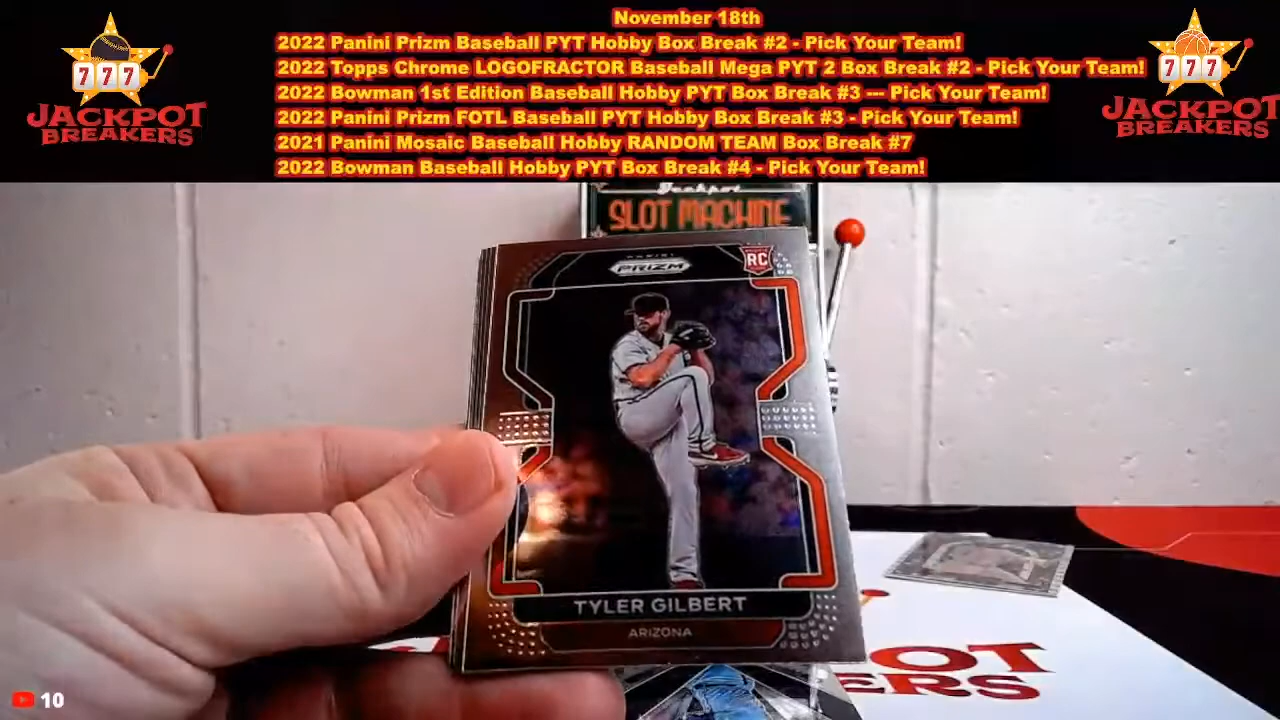 November 18th
2022 Panini Prizm Baseball PYT Hobby Box Break #2 - Pick Your Team!
2022 Topps Chrome LOGOFRACTOR Baseball Mega PYT 2 Box Break #2 - Pick Your Team!
2022 Bowman 1st Edition Baseball Hobby PYT Box Break #3 --- Pick Your Team!
2022 Panini Prizm FOTL Baseball PYT Hobby Box Break #3 - Pick Your Team!
2021 Panini Mosaic Baseball Hobby RANDOM TEAM Box Break #7
2022 Bowman Baseball Hobby PYT Box Break #4 - Pick Your Team!
777
JACKPOT
BREAKERS
777
JACKPOT
BREAKERS
Jackpot
SLOT MACHINE
PANINI
PRIZM
RC
TYLER GILBERT
ARIZONA
OT
ERS
10